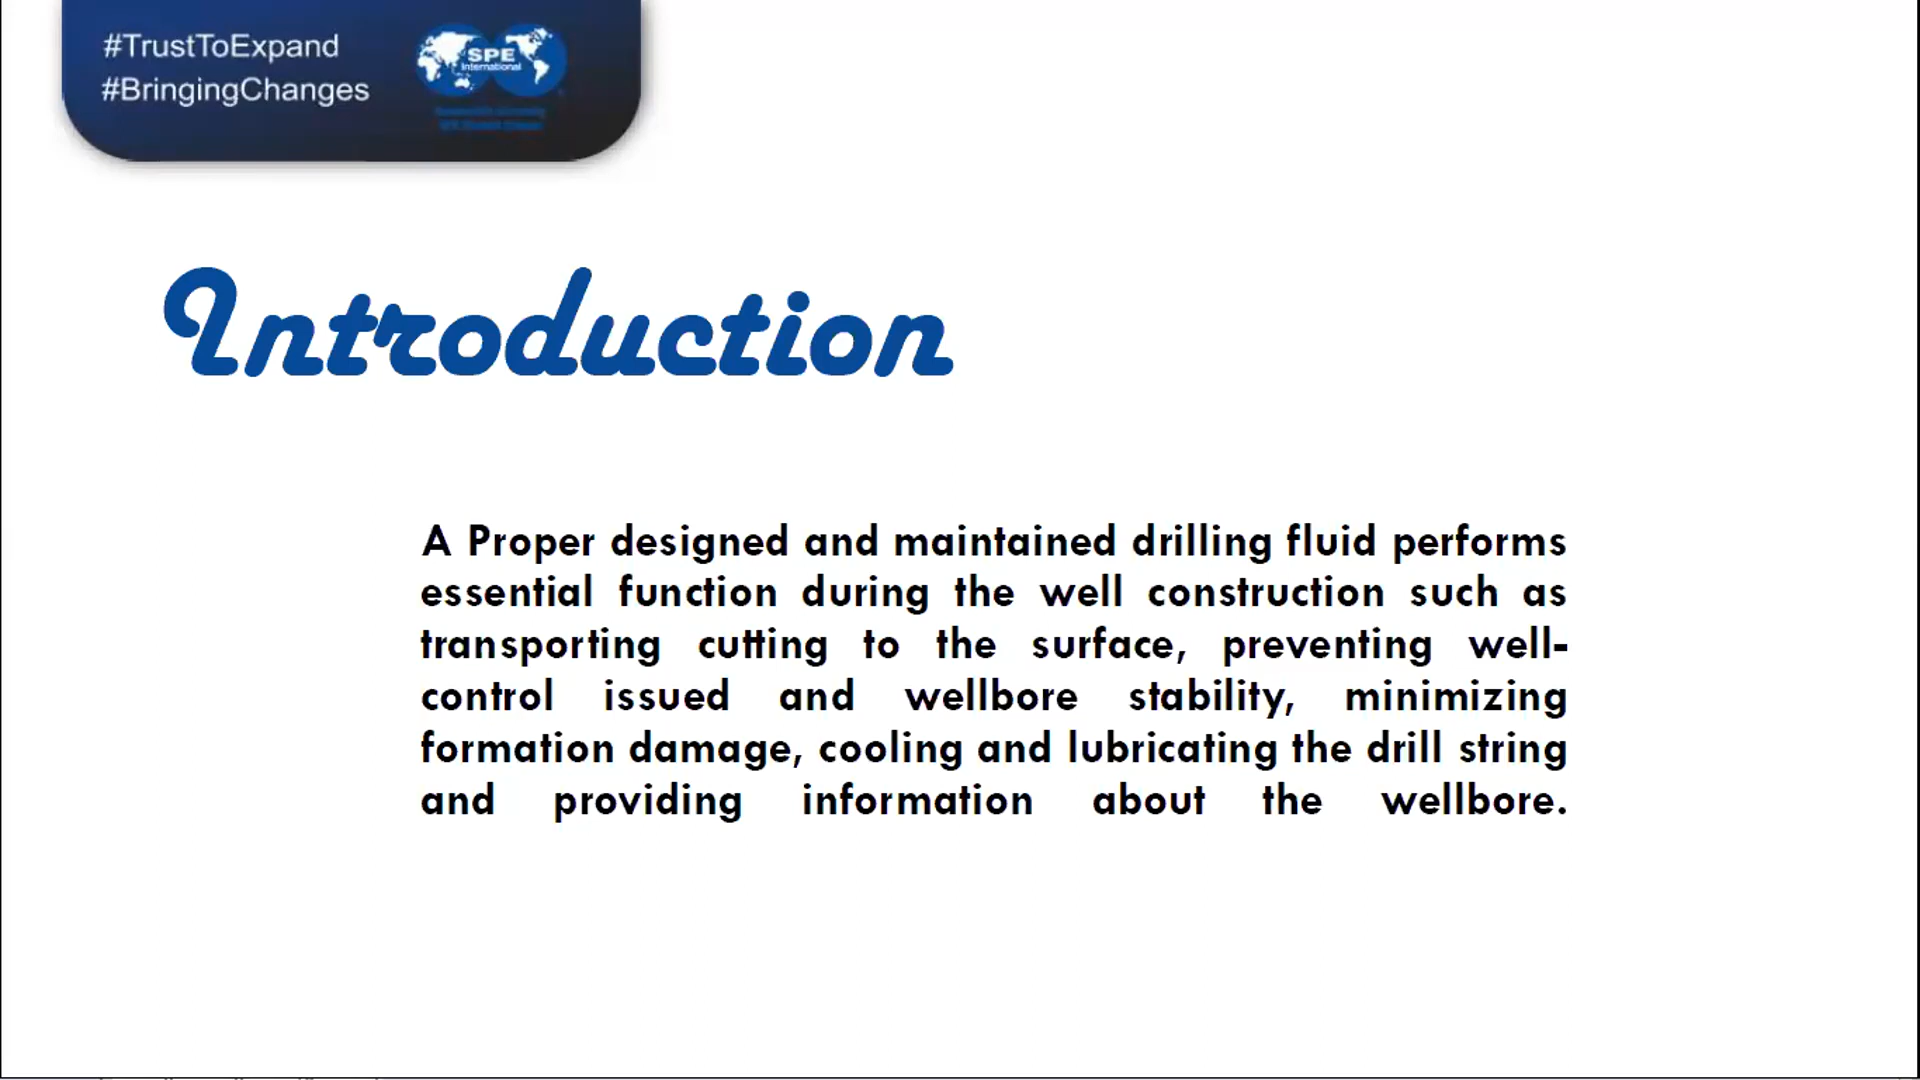 #TrustToExpand
#BringingChanges
SPE
International
Introduction
A Proper designed and maintained drilling fluid performs
essential function during the well construction such as
transporting cutting to the surface, preventing well-
control issued and wellbore stability, minimizing
formation damage, cooling and lubricating the drill string
and providing information about the wellbore.